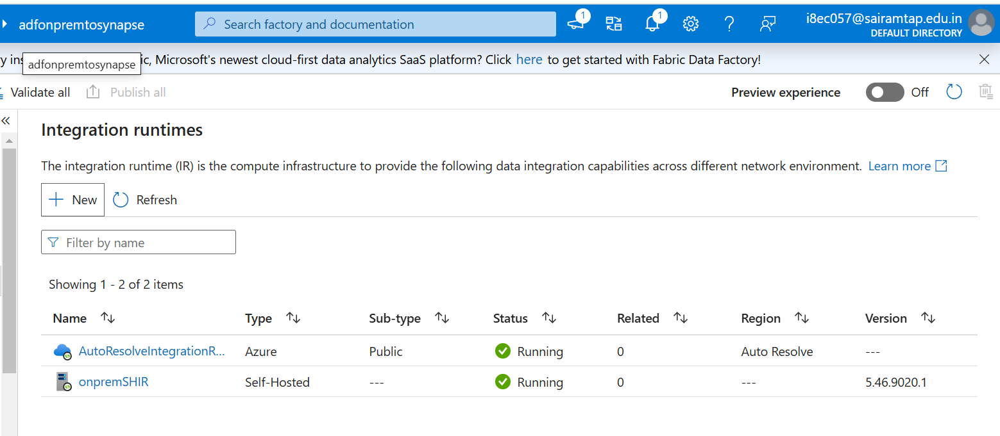 adfonpremtosynapse
Search factory and documentation
1
1
i8ec057@sairamtap.edu.in
DEFAULT DIRECTORY
adfonpremtosynapse
ic, Microsoft's newest cloud-first data analytics SaaS platform? Click here to get started with Fabric Data Factory!
Validate all
Publish all
Preview experience
Off
Integration runtimes
The integration runtime (IR) is the compute infrastructure to provide the following data integration capabilities across different network environment. Learn more
New
Refresh
Filter by name
Showing 1 - 2 of 2 items
Name Type Sub-type Status Related Region Version
AutoResolveIntegrationR... Azure Public Running 0 Auto Resolve ---
onpremSHIR Self-Hosted --- Running 0 --- 5.46.9020.1